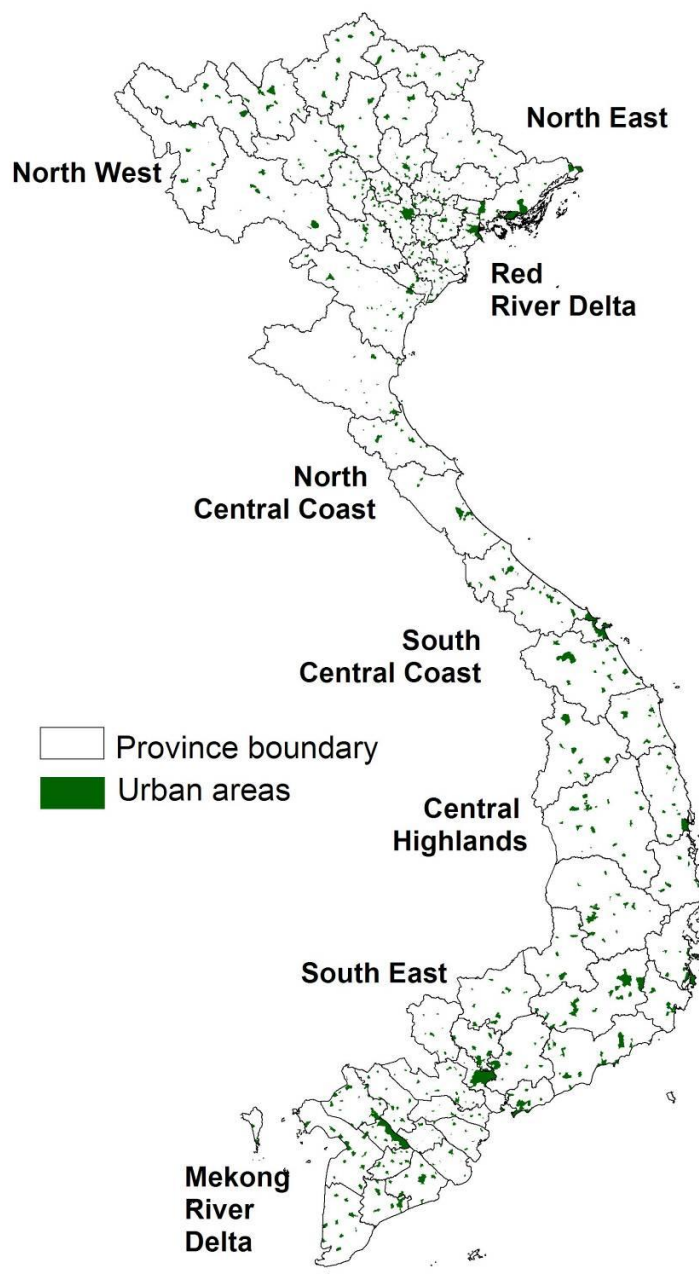 North East
North West
Red
River Delta
North
Central Coast
South
Central Coast
Province boundary
Urban areas
Central
Highlands
South East
Mekong
River
Delta